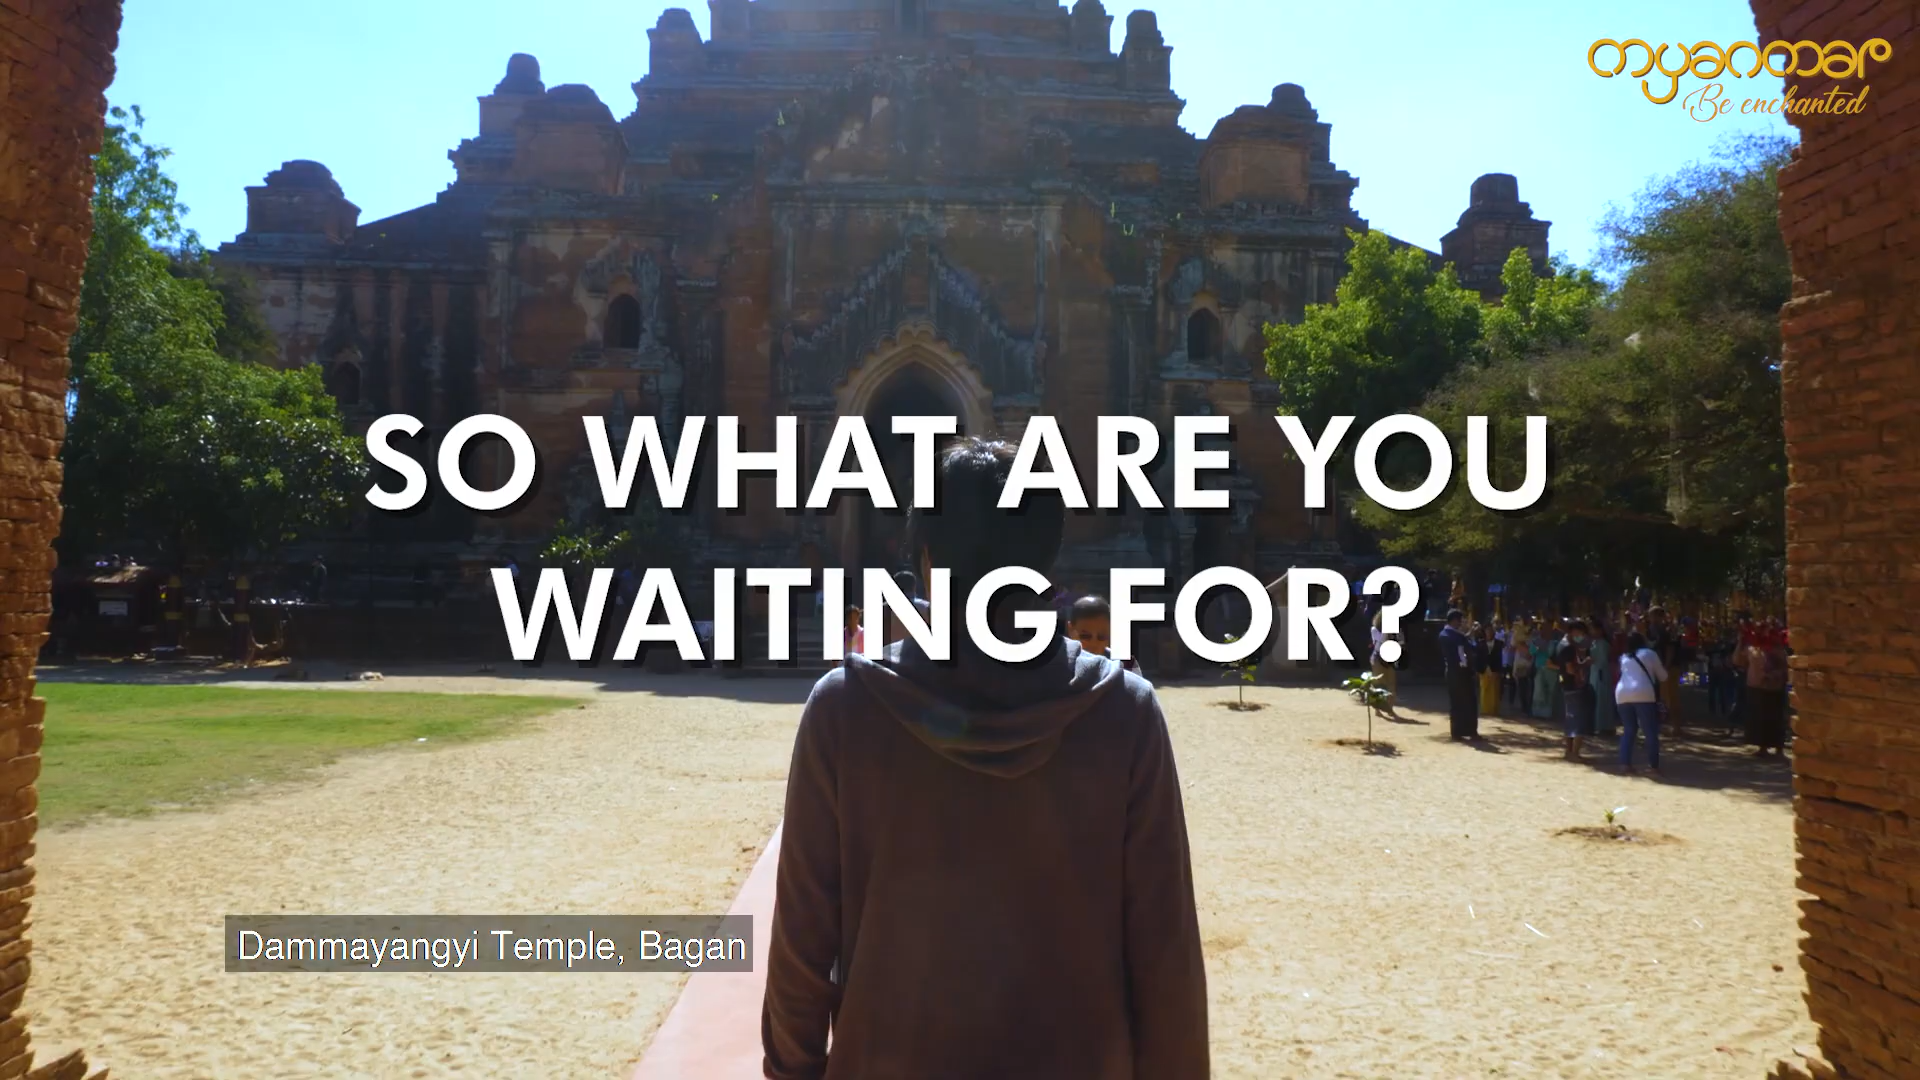 myanmar
Be enchanted
SO WHAT ARE YOU
WAITING FOR?
Dammayangyi Temple, Bagan